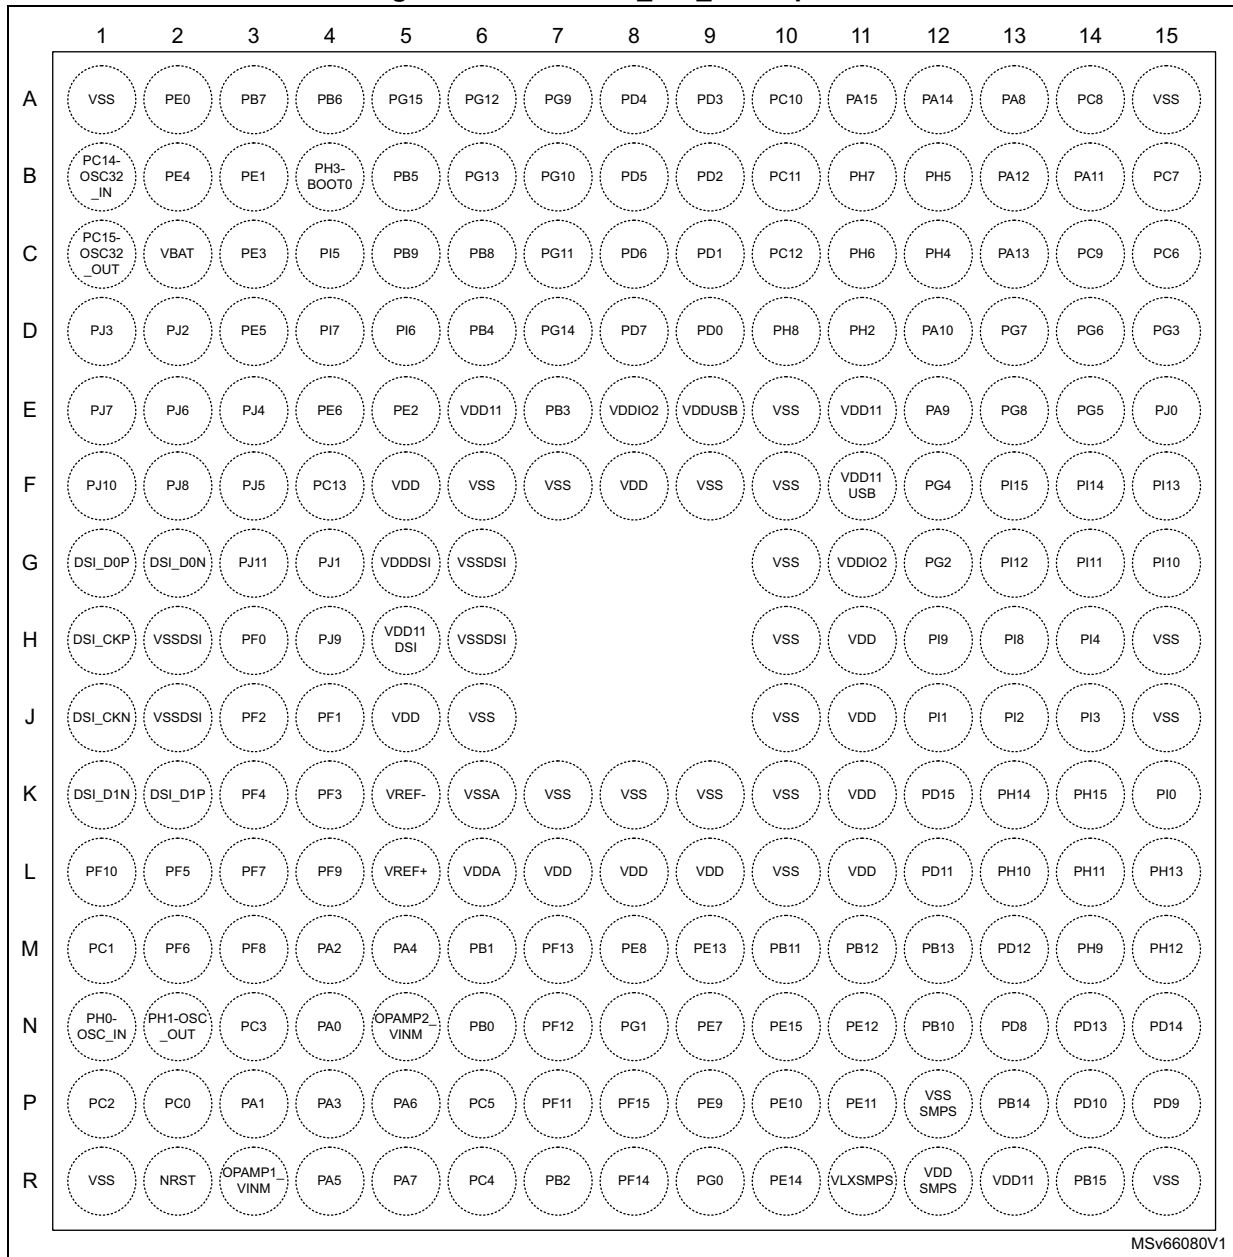 1 2 3 4 5 6 7 8 9 10 11 12 13 14 15
A VSS PE0 PB7 PB6 PG15 PG12 PG9 PD4 PD3 PC10 PA15 PA14 PA8 PC8 VSS
B PC14-OSC32_IN PE4 PE1 PH3-BOOT0 PB5 PG13 PG10 PD5 PD2 PC11 PH7 PH5 PA12 PA11 PC7
C PC15-OSC32_OUT VBAT PE3 PI5 PB9 PB8 PG11 PD6 PD1 PC12 PH6 PH4 PA13 PC9 PC6
D PJ3 PJ2 PE5 PI7 PI6 PB4 PG14 PD7 PD0 PH8 PH2 PA10 PG7 PG6 PG3
E PJ7 PJ6 PJ4 PE6 PE2 VDD11 PB3 VDDIO2 VDDUSB VSS VDD11 PA9 PG8 PG5 PJ0
F PJ10 PJ8 PJ5 PC13 VDD VSS VSS VDD VSS VSS VDD11 USB PG4 PI15 PI14 PI13
G DSI_D0P DSI_D0N PJ11 PJ1 VDDDSI VSSDSI VSS VDDIO2 PG2 PI12 PI11 PI10
H DSI_CKP VSSDSI PF0 PJ9 VDD11 DSI VSSDSI VSS VDD PI9 PI8 PI4 VSS
J DSI_CKN VSSDSI PF2 PF1 VDD VSS VSS VDD PI1 PI2 PI3 VSS
K DSI_D1N DSI_D1P PF4 PF3 VREF- VSSA VSS VSS VSS VSS VDD PD15 PH14 PH15 PI0
L PF10 PF5 PF7 PF9 VREF+ VDDA VDD VDD VDD VSS VDD PD11 PH10 PH11 PH13
M PC1 PF6 PF8 PA2 PA4 PB1 PF13 PE8 PE13 PB11 PB12 PB13 PD12 PH9 PH12
N PH0-OSC_IN PH1-OSC_OUT PC3 PA0 OPAMP2_VINM PB0 PF12 PG1 PE7 PE15 PE12 PB10 PD8 PD13 PD14
P PC2 PC0 PA1 PA3 PA6 PC5 PF11 PF15 PE9 PE10 PE11 VSS SMPS PB14 PD10 PD9
R VSS NRST OPAMP1_VINM PA5 PA7 PC4 PB2 PF14 PG0 PE14 VLXSMPS VDD SMPS VDD11 PB15 VSS
MSv66080V1